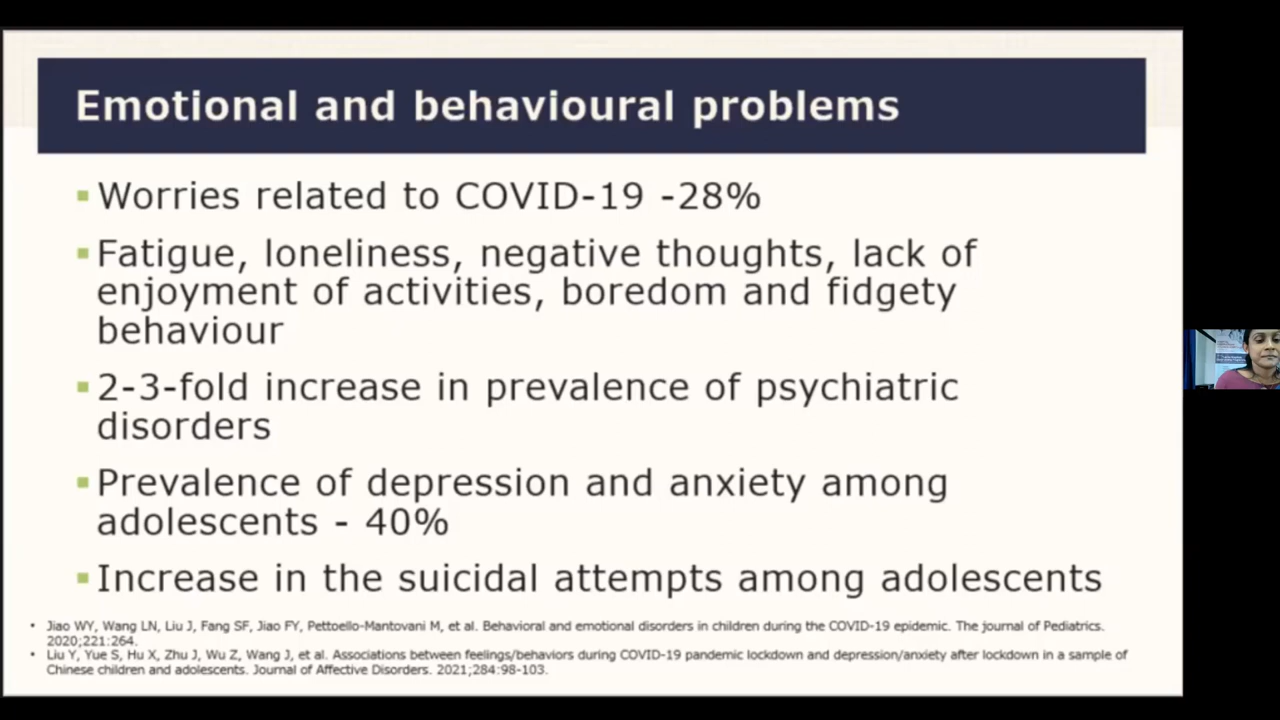 Emotional and behavioural problems
▪Worries related to COVID-19 -28%
▪Fatigue, loneliness, negative thoughts, lack of
enjoyment of activities, boredom and fidgety
behaviour
▪2-3-fold increase in prevalence of psychiatric
disorders
▪Prevalence of depression and anxiety among
adolescents - 40%
▪Increase in the suicidal attempts among adolescents
• Jiao WY, Wang LN, Liu J, Fang SF, Jiao FY, Pettoello-Mantovani M, et al. Behavioral and emotional disorders in children during the COVID-19 epidemic. The journal of Pediatrics.
2020;221:264.
• Liu Y, Yue S, Hu X, Zhu J, Wu Z, Wang J, et al. Associations between feelings/behaviors during COVID-19 pandemic lockdown and depression/anxiety after lockdown in a sample of
Chinese children and adolescents. Journal of Affective Disorders. 2021;284:98-103.